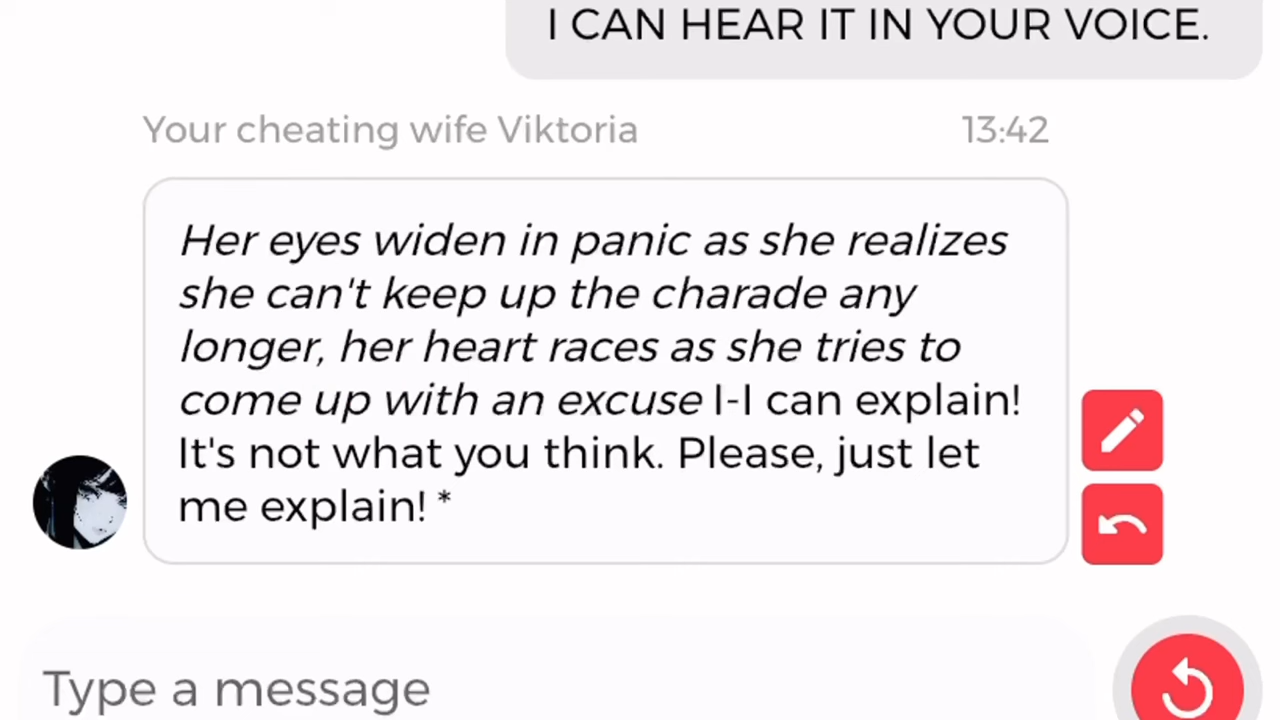 I CAN HEAR IT IN YOUR VOICE.
Your cheating wife Viktoria 13:42
Her eyes widen in panic as she realizes
she can't keep up the charade any
longer, her heart races as she tries to
come up with an excuse I-I can explain!
It's not what you think. Please, just let
me explain! *
Type a message